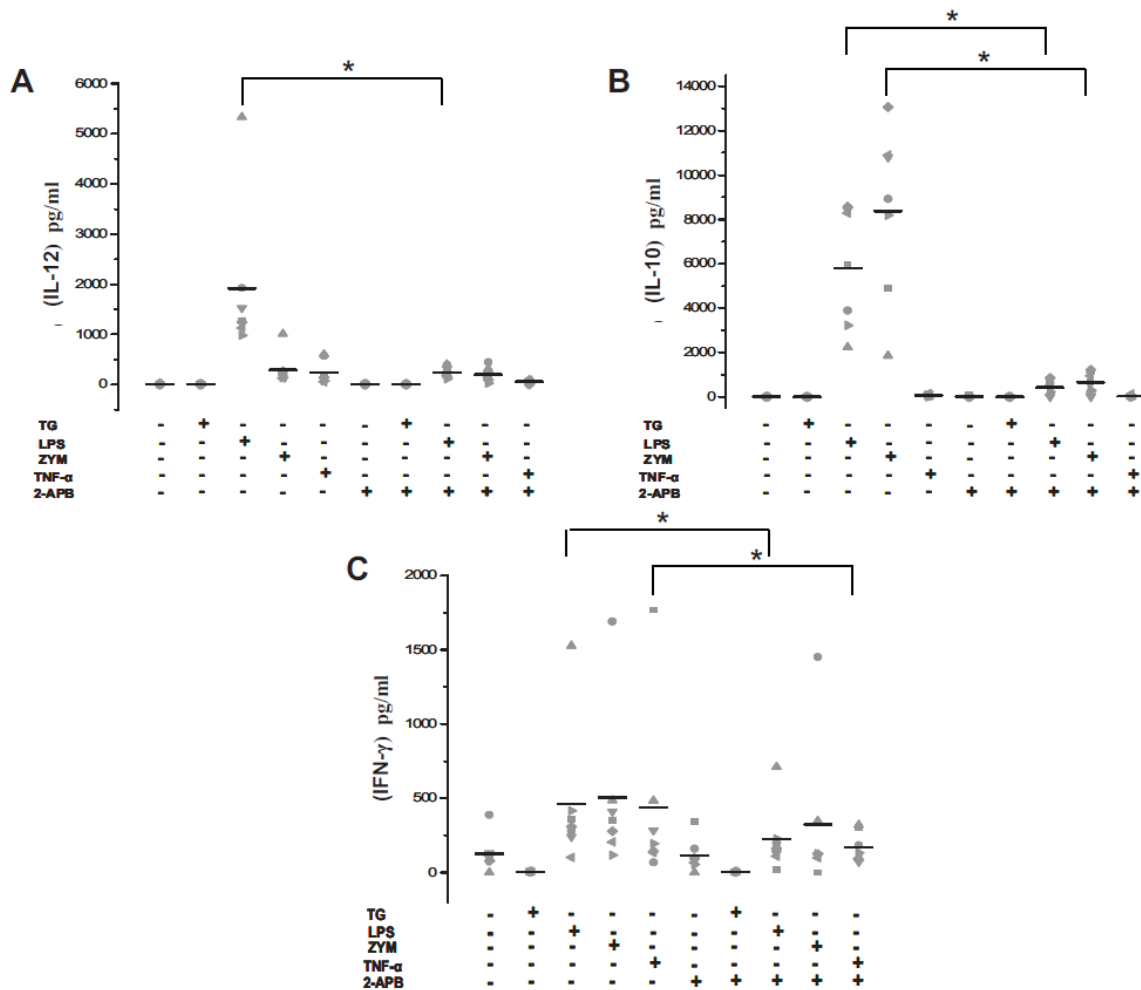 *
*
*
A
B
6000
5000
4000
3000
2000
1000
0
(IL-12) pg/ml
14000
12000
10000
8000
6000
4000
2000
0
(IL-10) pg/ml
TG - + - - - - + - - -
LPS - - + - - - - + - -
ZYM - - - + - - - - + -
TNF-α - - - - + - - - - +
2-APB - - - - - + + + + +
TG - + - - - - + - - -
LPS - - + - - - - + - -
ZYM - - - + - - - - + -
TNF-α - - - - + - - - - +
2-APB - - - - - + + + + +
*
*
C
2000
1500
1000
500
0
(IFN-γ) pg/ml
TG - + - - - - + - - -
LPS - - + - - - - + - -
ZYM - - - + - - - - + -
TNF-α - - - - + - - - - +
2-APB - - - - - + + + + +